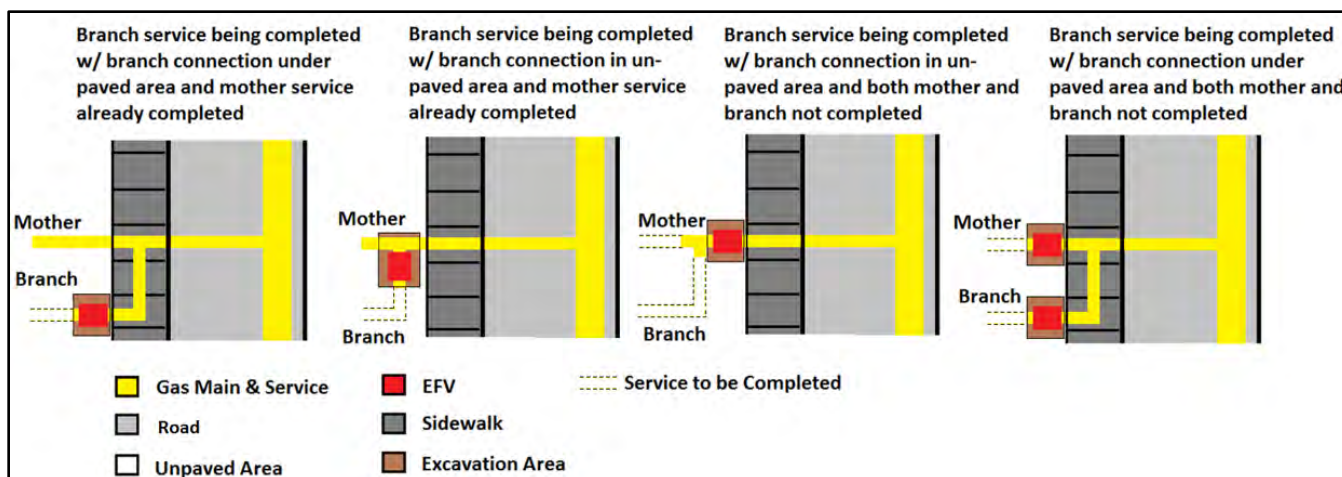 Branch service being completed
w/ branch connection under
paved area and mother service
already completed
Branch service being completed
w/ branch connection in un-
paved area and mother service
already completed
Branch service being completed
w/ branch connection in un-
paved area and both mother and
branch not completed
Branch service being completed
w/ branch connection under
paved area and both mother and
branch not completed
Mother
Branch
Mother
Branch
Mother
Branch
Mother
Branch
Gas Main & Service
EFV
Service to be Completed
Road
Sidewalk
Unpaved Area
Excavation Area